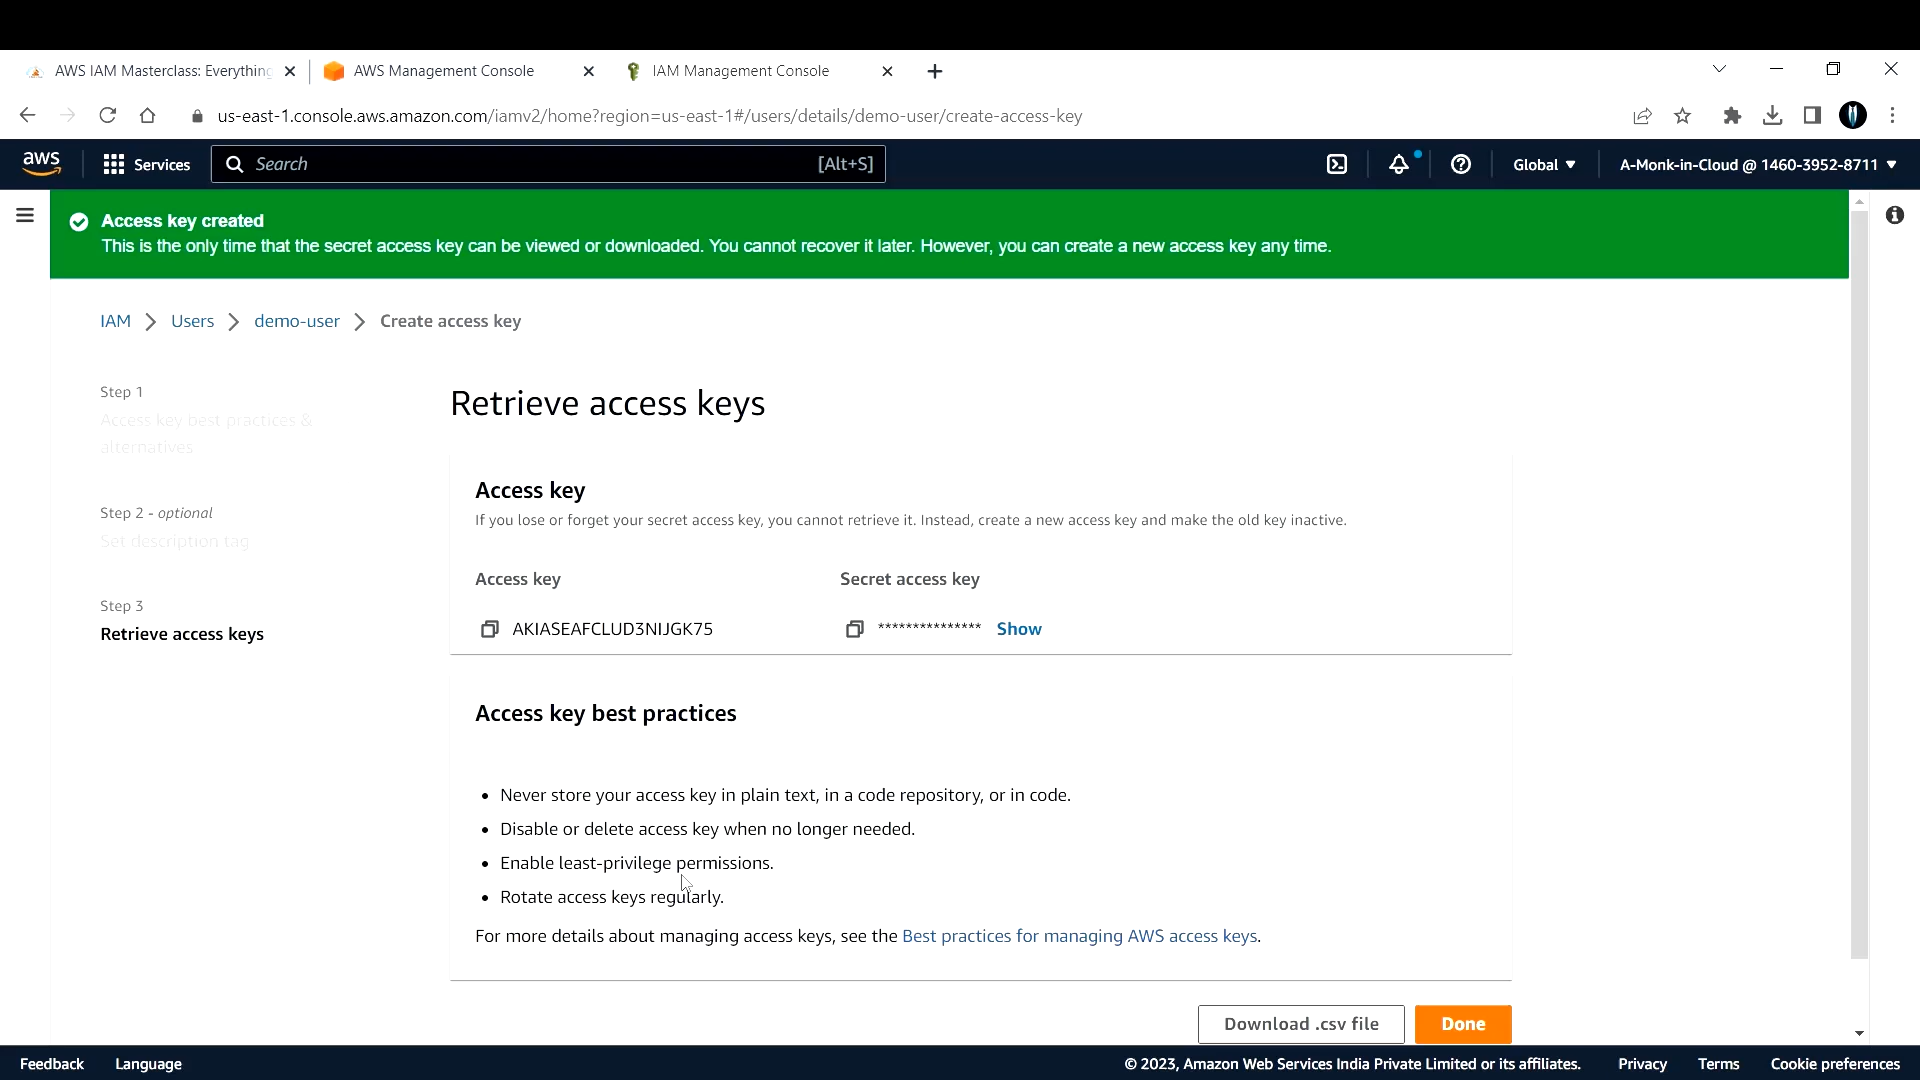 AWS IAM Masterclass: Everything
AWS Management Console
IAM Management Console
us-east-1.console.aws.amazon.com/iamv2/home?region=us-east-1#/users/details/demo-user/create-access-key
aws
Services
Search
[Alt+S]
Global
A-Monk-in-Cloud @ 1460-3952-8711
Access key created
This is the only time that the secret access key can be viewed or downloaded. You cannot recover it later. However, you can create a new access key any time.
IAM > Users > demo-user > Create access key
Step 1
Access key best practices &
alternatives
Step 2 - optional
Set description tag
Step 3
Retrieve access keys
Retrieve access keys
Access key
If you lose or forget your secret access key, you cannot retrieve it. Instead, create a new access key and make the old key inactive.
Access key
Secret access key
AKIASEAFCLUD3NIJGK75
*************** Show
Access key best practices
• Never store your access key in plain text, in a code repository, or in code.
• Disable or delete access key when no longer needed.
• Enable least-privilege permissions.
• Rotate access keys regularly.
For more details about managing access keys, see the Best practices for managing AWS access keys.
Download .csv file
Done
Feedback
Language
© 2023, Amazon Web Services India Private Limited or its affiliates.
Privacy
Terms
Cookie preferences